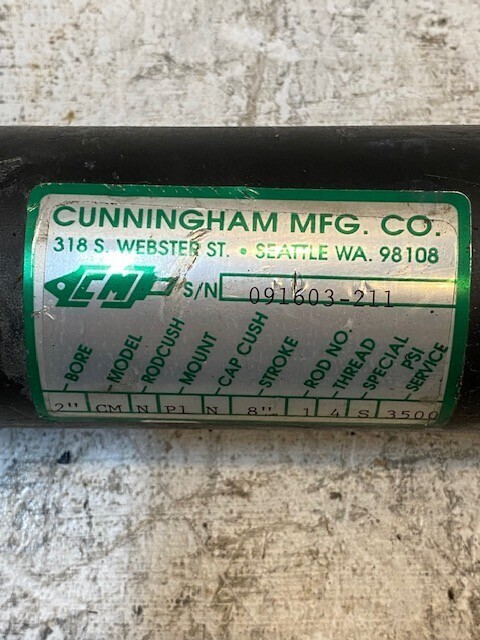 CUNNINGHAM MFG. CO.
318 S. WEBSTER ST. • SEATTLE WA. 98108
CMJ S/N 091603-211
BORE MODEL RODCUSH MOUNT CAP CUSH STROKE ROD NO. THREAD SPECIAL PSI SERVICE
2" CM N P1 N 8" 1 4 S 3500